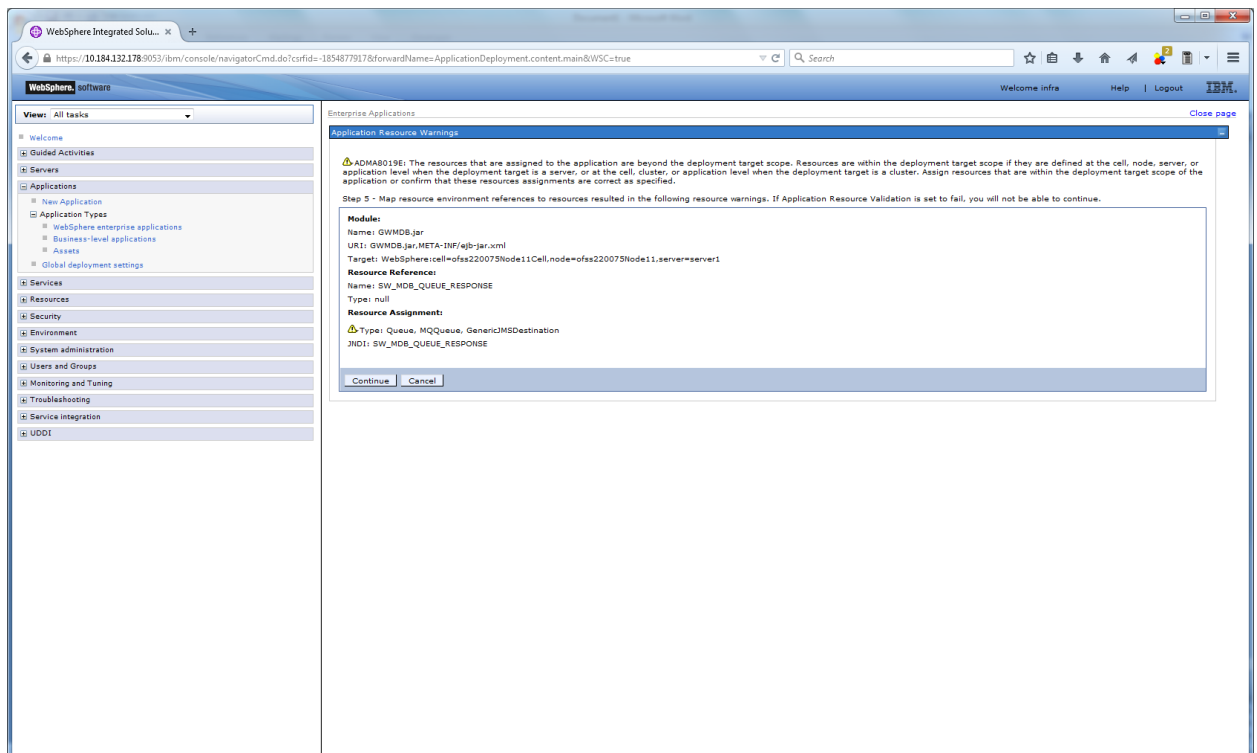 WebSphere Integrated Solu...
https://10.184.132.178:9053/ibm/console/navigatorCmd.do?csrfid=-1854877917&forwardName=ApplicationDeployment.content.main&WSC=true
Search
2
WebSphere. software
Welcome infra
Help | Logout
IBM.
View: All tasks
Welcome
Guided Activities
Servers
Applications
New Application
Application Types
WebSphere enterprise applications
Business-level applications
Assets
Global deployment settings
Services
Resources
Security
Environment
System administration
Users and Groups
Monitoring and Tuning
Troubleshooting
Service integration
UDDI
Enterprise Applications
Close page
Application Resource Warnings
ADMA8019E: The resources that are assigned to the application are beyond the deployment target scope. Resources are within the deployment target scope if they are defined at the cell, node, server, or
application level when the deployment target is a server, or at the cell, cluster, or application level when the deployment target is a cluster. Assign resources that are within the deployment target scope of the
application or confirm that these resources assignments are correct as specified.
Step 5 - Map resource environment references to resources resulted in the following resource warnings. If Application Resource Validation is set to fail, you will not be able to continue.
Module:
Name: GWMDB.jar
URI: GWMDB.jar,META-INF/ejb-jar.xml
Target: WebSphere:cell=ofss220075Node11Cell,node=ofss220075Node11,server=server1
Resource Reference:
Name: SW_MDB_QUEUE_RESPONSE
Type: null
Resource Assignment:
Type: Queue, MQQueue, GenericJMSDestination
JNDI: SW_MDB_QUEUE_RESPONSE
Continue Cancel